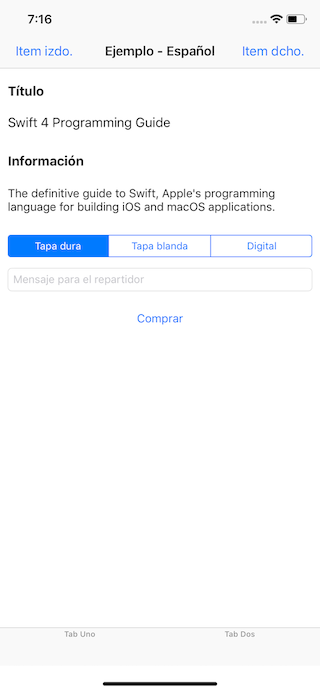 7:16
Item izdo. Ejemplo - Español Item dcho.
Título
Swift 4 Programming Guide
Información
The definitive guide to Swift, Apple's programming
language for building iOS and macOS applications.
Tapa dura Tapa blanda Digital
Mensaje para el repartidor
Comprar
Tab Uno Tab Dos